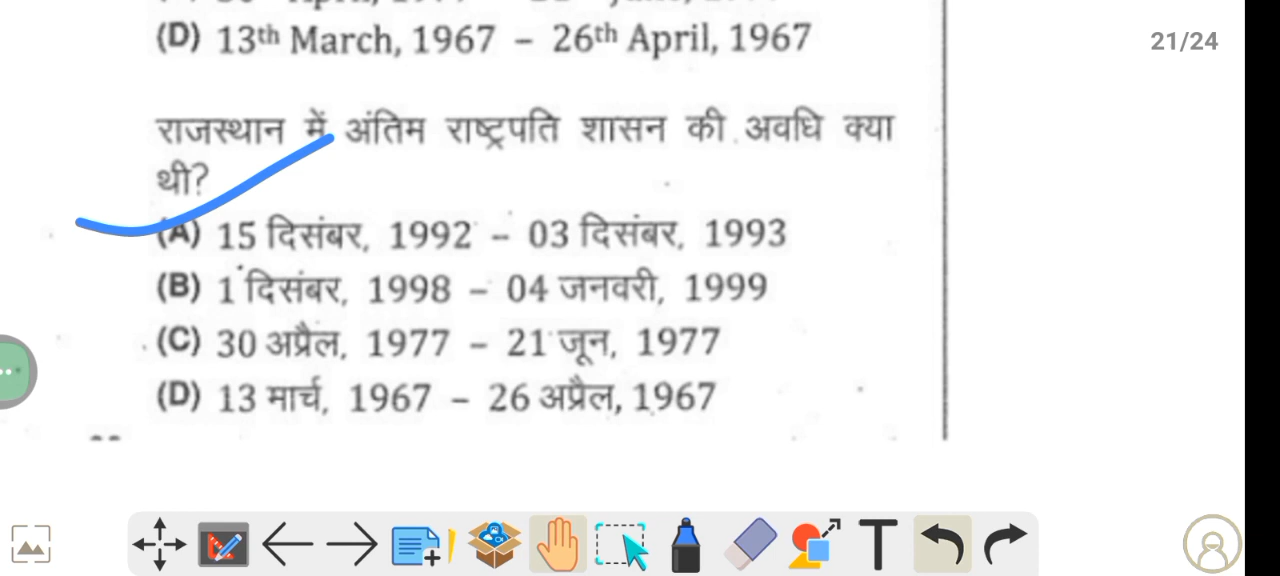 (D) 13th March, 1967 – 26th April, 1967
21/24
राजस्थान में अंतिम राष्ट्रपति शासन की अवधि क्या
थी?
(A) 15 दिसंबर, 1992 – 03 दिसंबर, 1993
(B) 1 दिसंबर, 1998 – 04 जनवरी, 1999
(C) 30 अप्रैल, 1977 – 21 जून, 1977
(D) 13 मार्च, 1967 – 26 अप्रैल, 1967